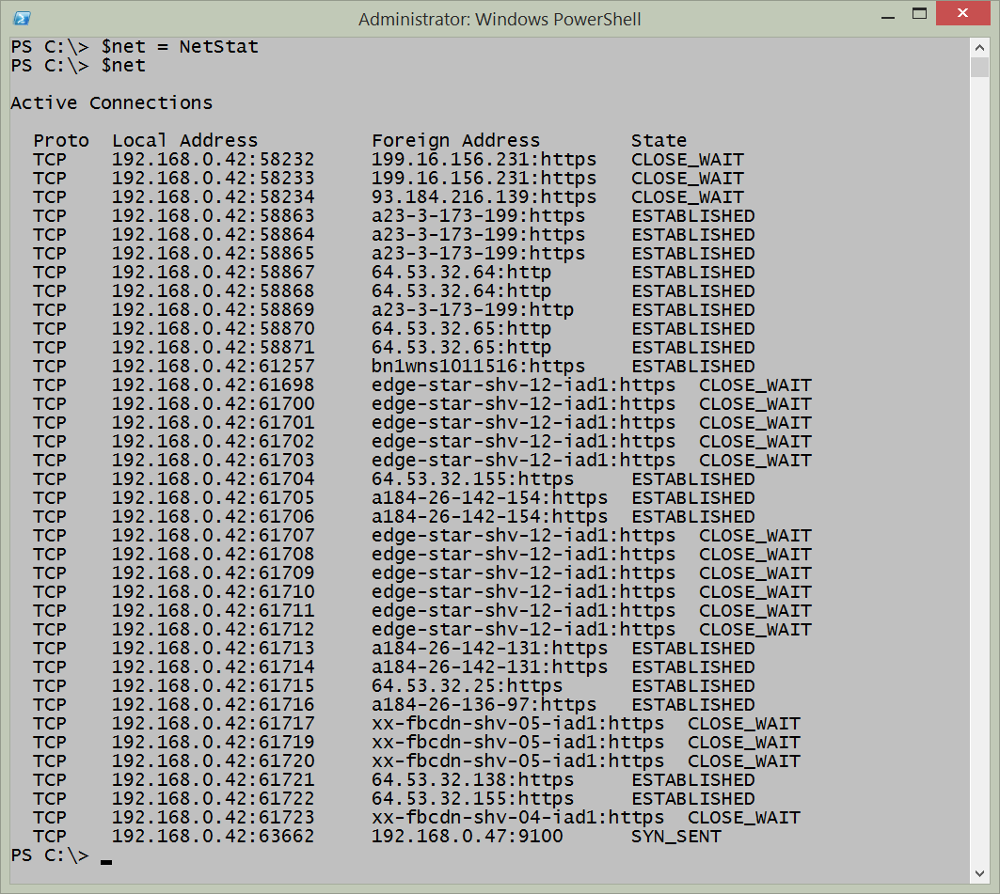 Administrator: Windows PowerShell
PS C:\> $net = NetStat
PS C:\> $net
Active Connections
  Proto  Local Address          Foreign Address        State
  TCP    192.168.0.42:58232     199.16.156.231:https   CLOSE_WAIT
  TCP    192.168.0.42:58233     199.16.156.231:https   CLOSE_WAIT
  TCP    192.168.0.42:58234     93.184.216.139:https   CLOSE_WAIT
  TCP    192.168.0.42:58863     a23-3-173-199:https    ESTABLISHED
  TCP    192.168.0.42:58864     a23-3-173-199:https    ESTABLISHED
  TCP    192.168.0.42:58865     a23-3-173-199:https    ESTABLISHED
  TCP    192.168.0.42:58867     64.53.32.64:http       ESTABLISHED
  TCP    192.168.0.42:58868     64.53.32.64:http       ESTABLISHED
  TCP    192.168.0.42:58869     a23-3-173-199:http     ESTABLISHED
  TCP    192.168.0.42:58870     64.53.32.65:http       ESTABLISHED
  TCP    192.168.0.42:58871     64.53.32.65:http       ESTABLISHED
  TCP    192.168.0.42:61257     bn1wns1011516:https    ESTABLISHED
  TCP    192.168.0.42:61698     edge-star-shv-12-iad1:https  CLOSE_WAIT
  TCP    192.168.0.42:61700     edge-star-shv-12-iad1:https  CLOSE_WAIT
  TCP    192.168.0.42:61701     edge-star-shv-12-iad1:https  CLOSE_WAIT
  TCP    192.168.0.42:61702     edge-star-shv-12-iad1:https  CLOSE_WAIT
  TCP    192.168.0.42:61703     edge-star-shv-12-iad1:https  CLOSE_WAIT
  TCP    192.168.0.42:61704     64.53.32.155:https     ESTABLISHED
  TCP    192.168.0.42:61705     a184-26-142-154:https  ESTABLISHED
  TCP    192.168.0.42:61706     a184-26-142-154:https  ESTABLISHED
  TCP    192.168.0.42:61707     edge-star-shv-12-iad1:https  CLOSE_WAIT
  TCP    192.168.0.42:61708     edge-star-shv-12-iad1:https  CLOSE_WAIT
  TCP    192.168.0.42:61709     edge-star-shv-12-iad1:https  CLOSE_WAIT
  TCP    192.168.0.42:61710     edge-star-shv-12-iad1:https  CLOSE_WAIT
  TCP    192.168.0.42:61711     edge-star-shv-12-iad1:https  CLOSE_WAIT
  TCP    192.168.0.42:61712     edge-star-shv-12-iad1:https  CLOSE_WAIT
  TCP    192.168.0.42:61713     a184-26-142-131:https  ESTABLISHED
  TCP    192.168.0.42:61714     a184-26-142-131:https  ESTABLISHED
  TCP    192.168.0.42:61715     64.53.32.25:https      ESTABLISHED
  TCP    192.168.0.42:61716     a184-26-136-97:https   ESTABLISHED
  TCP    192.168.0.42:61717     xx-fbcdn-shv-05-iad1:https  CLOSE_WAIT
  TCP    192.168.0.42:61719     xx-fbcdn-shv-05-iad1:https  CLOSE_WAIT
  TCP    192.168.0.42:61720     xx-fbcdn-shv-05-iad1:https  CLOSE_WAIT
  TCP    192.168.0.42:61721     64.53.32.138:https     ESTABLISHED
  TCP    192.168.0.42:61722     64.53.32.155:https     ESTABLISHED
  TCP    192.168.0.42:61723     xx-fbcdn-shv-04-iad1:https  CLOSE_WAIT
  TCP    192.168.0.42:63662     192.168.0.47:9100      SYN_SENT
PS C:\> _